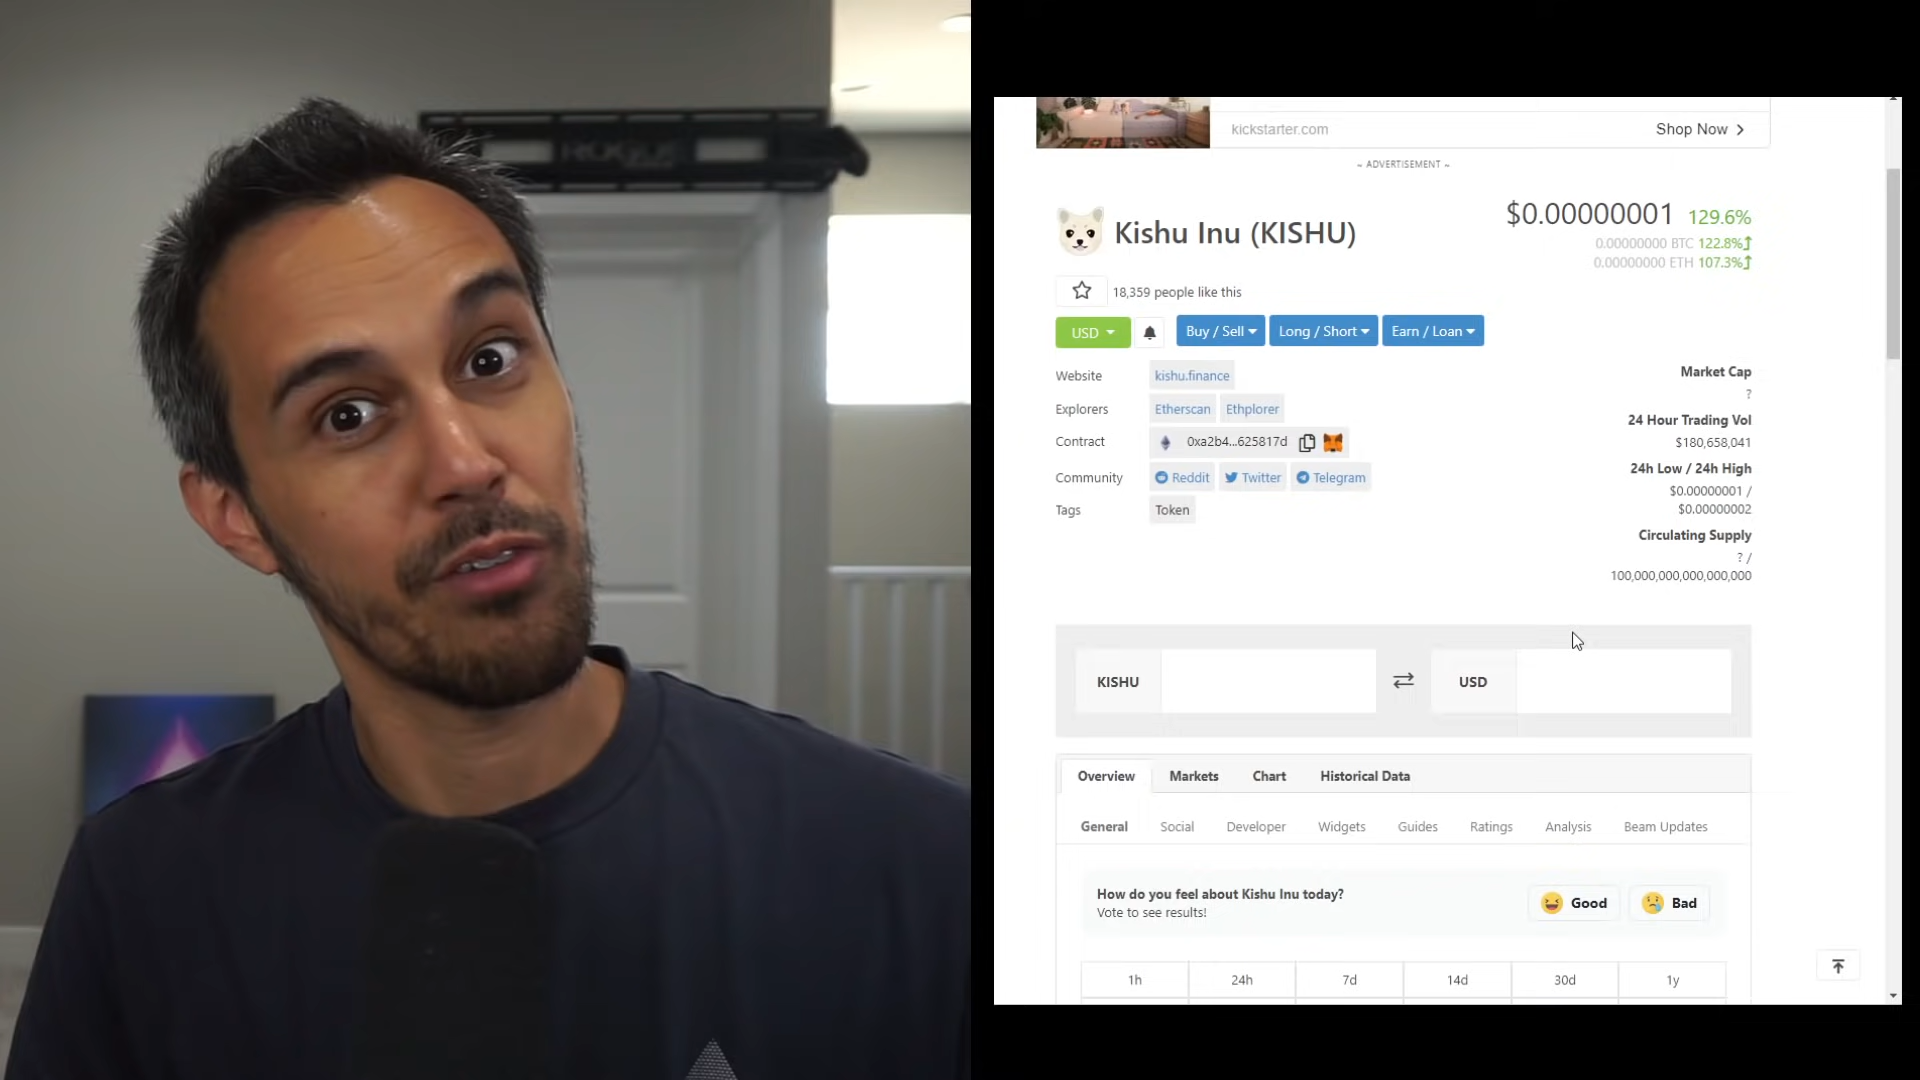 ROGUE
kickstarter.com
Shop Now
~ ADVERTISEMENT ~
Kishu Inu (KISHU)
$0.00000001 129.6%
0.00000000 BTC 122.8%
0.00000000 ETH 107.3%
18,359 people like this
USD
Buy / Sell
Long / Short
Earn / Loan
Website kishu.finance
Explorers Etherscan Ethplorer
Contract 0xa2b4...625817d
Community Reddit Twitter Telegram
Tags Token
Market Cap
?
24 Hour Trading Vol
$180,658,041
24h Low / 24h High
$0.00000001 /
$0.00000002
Circulating Supply
? /
100,000,000,000,000,000
KISHU
USD
Overview Markets Chart Historical Data
General Social Developer Widgets Guides Ratings Analysis Beam Updates
How do you feel about Kishu Inu today?
Vote to see results!
Good
Bad
1h 24h 7d 14d 30d 1y